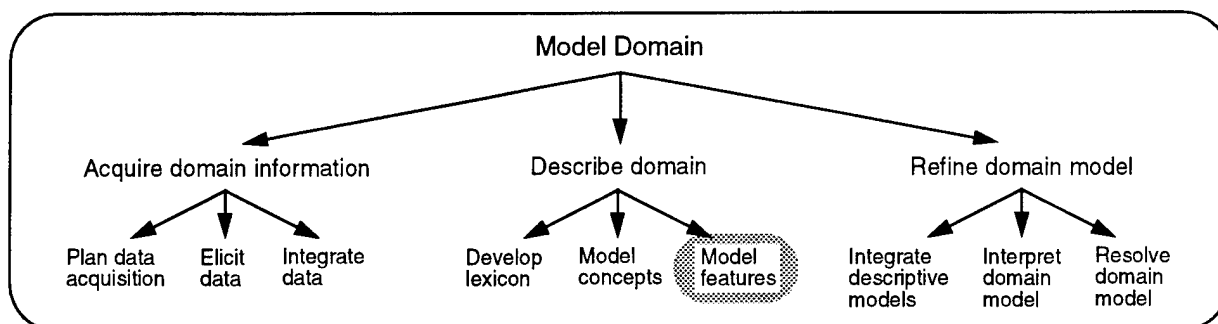 Model Domain
Acquire domain information
Describe domain
Refine domain model
Plan data
acquisition
Elicit
data
Integrate
data
Develop
lexicon
Model
concepts
Model
features
Integrate
descriptive
models
Interpret
domain
model
Resolve
domain
model